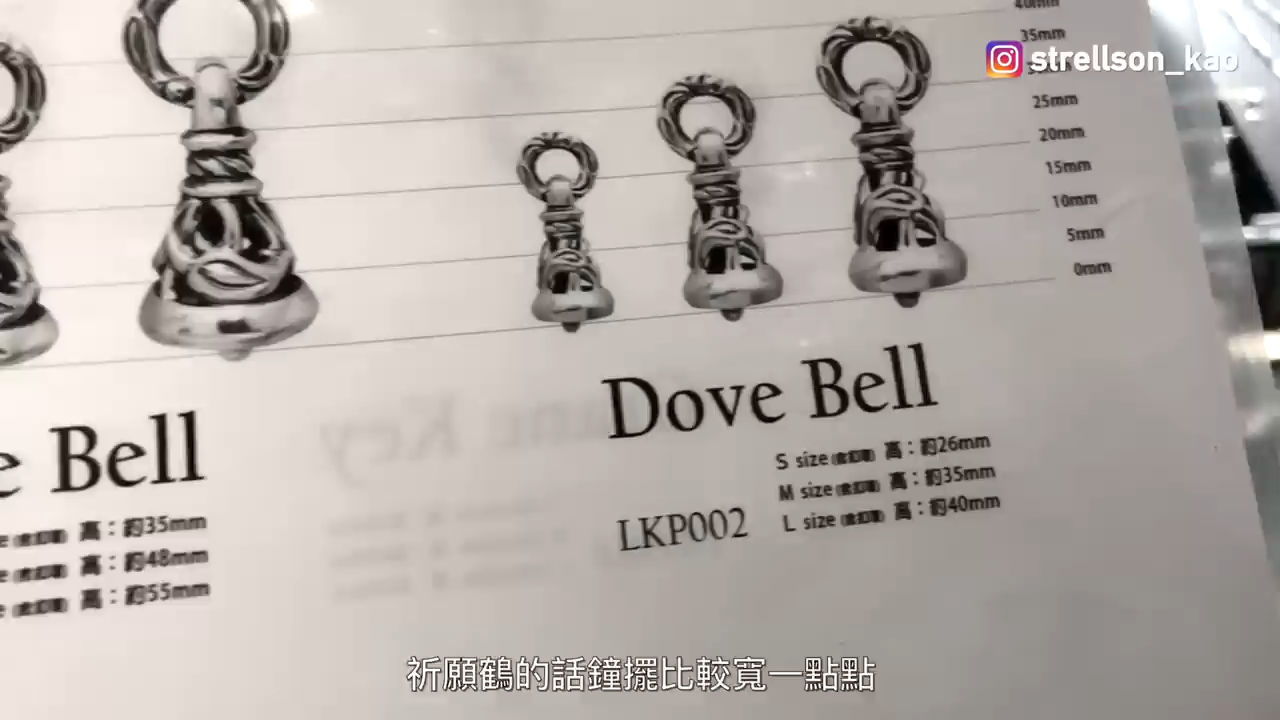 40mm
35mm
strellson_kao
25mm
20mm
15mm
10mm
5mm
0mm
Dove Bell
S size 高：約26mm
M size 高：約35mm
LKP002
L size 高：約40mm
e Bell
高：約35mm
高：約48mm
高：約55mm
祈願鶴的話鐘擺比較寬一點點